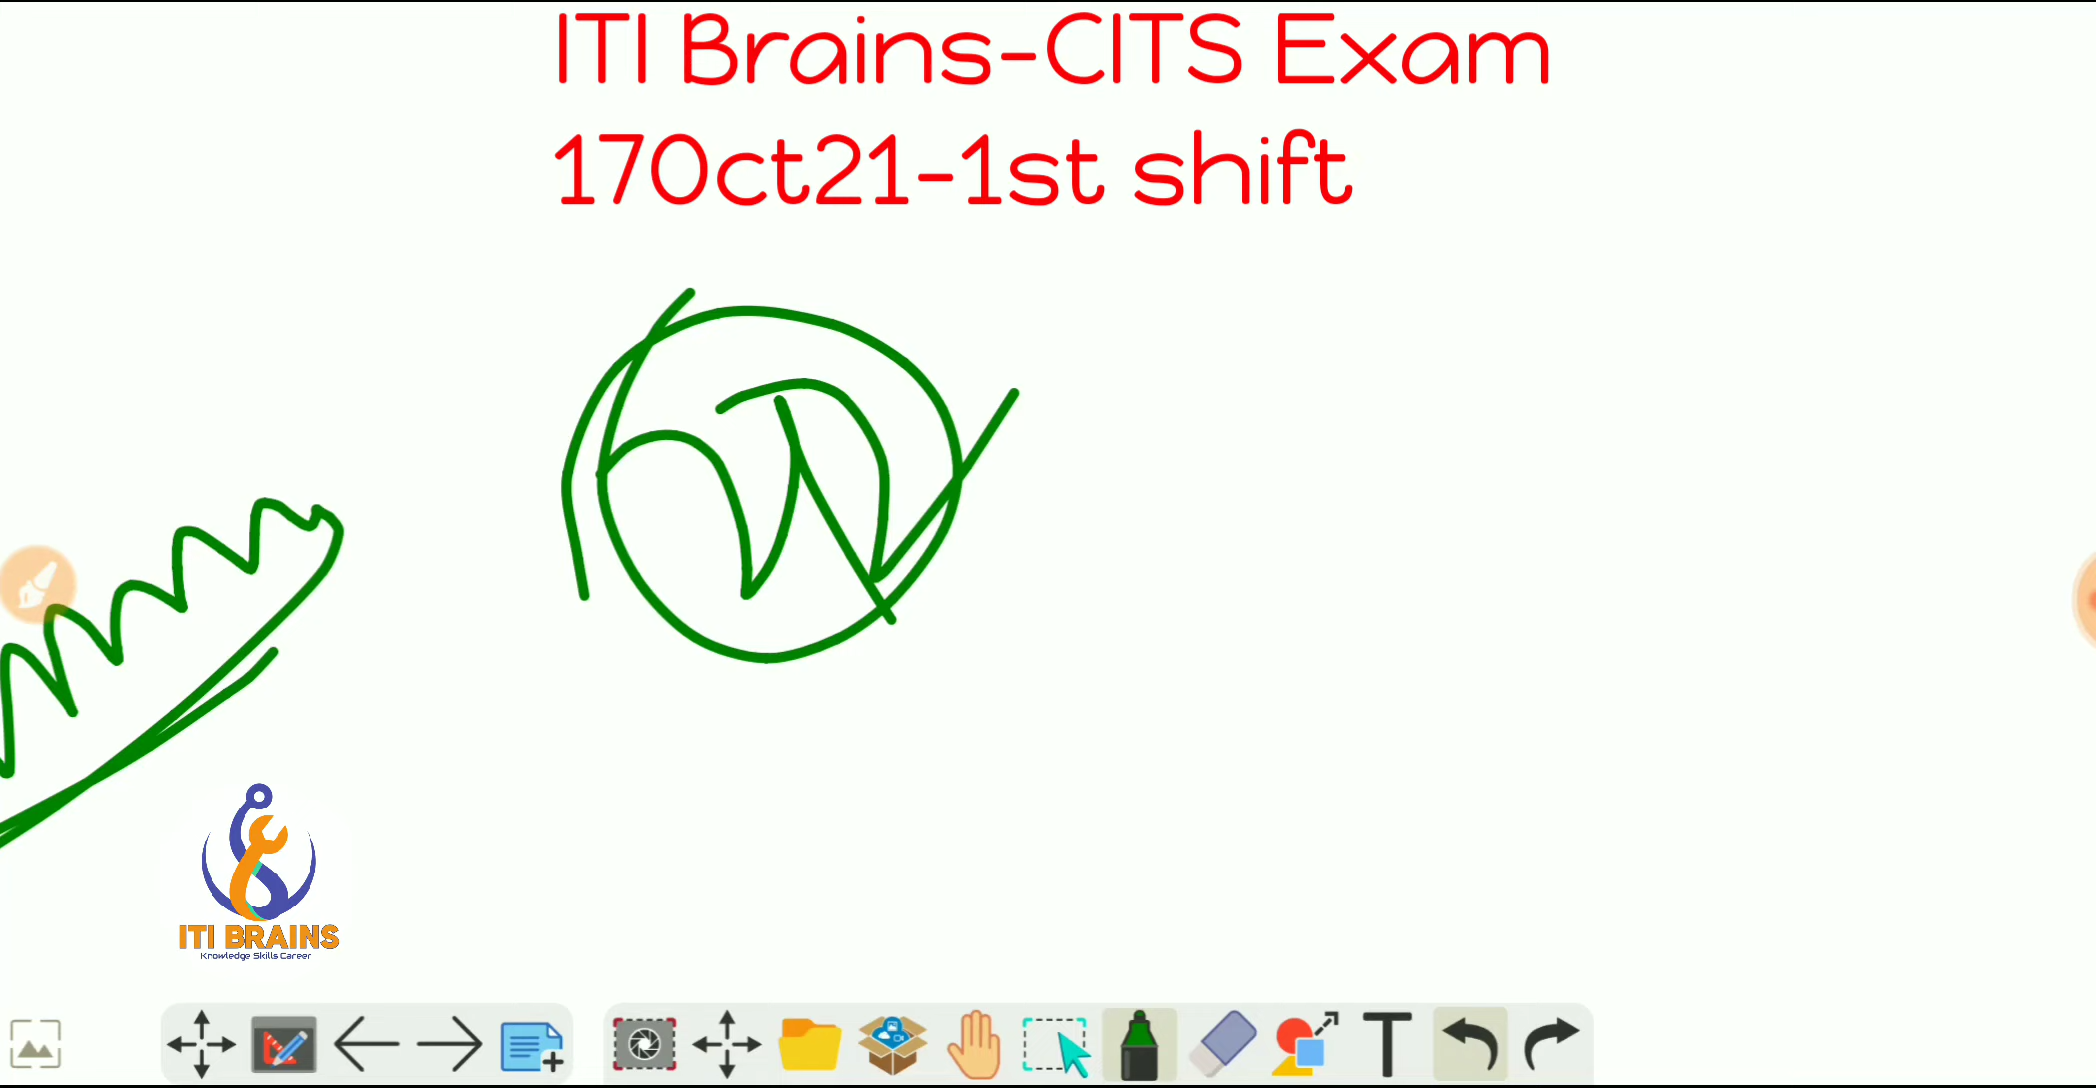 ITI Brains-CITS Exam
17Oct21-1st shift
ITI BRAINS
Knowledge Skills Career